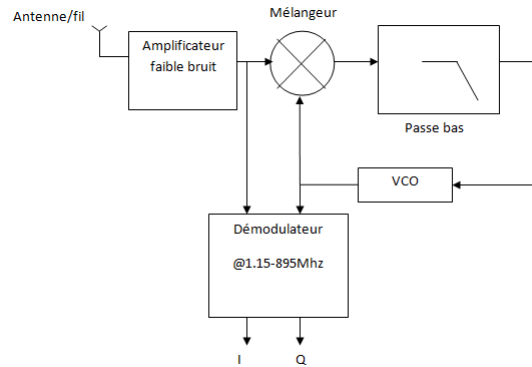 Mélangeur
Antenne/fil
Amplificateur
faible bruit
Passe bas
VCO
Démodulateur
@1.15-895Mhz
I
Q